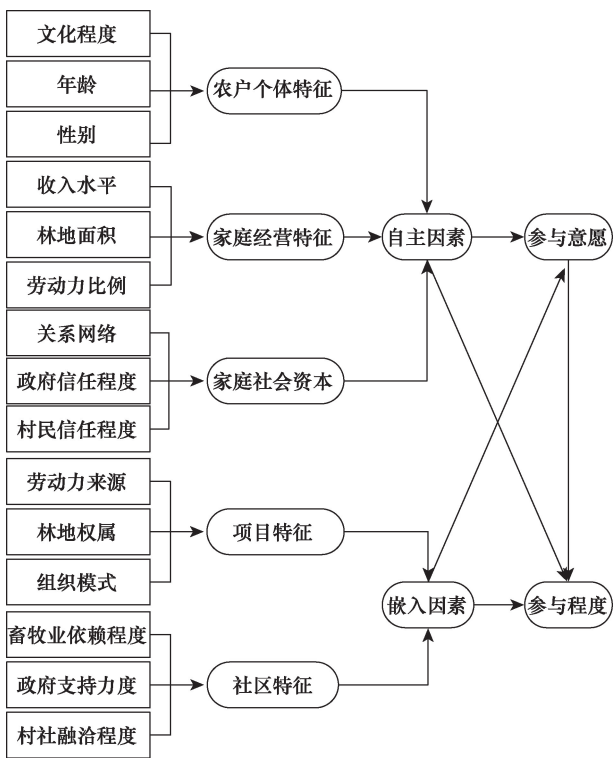 文化程度
年龄
农户个体特征
性别
收入水平
林地面积
家庭经营特征
自主因素
参与意愿
劳动力比例
关系网络
政府信任程度
家庭社会资本
村民信任程度
劳动力来源
林地权属
项目特征
组织模式
嵌入因素
参与程度
畜牧业依赖程度
政府支持力度
社区特征
村社融洽程度